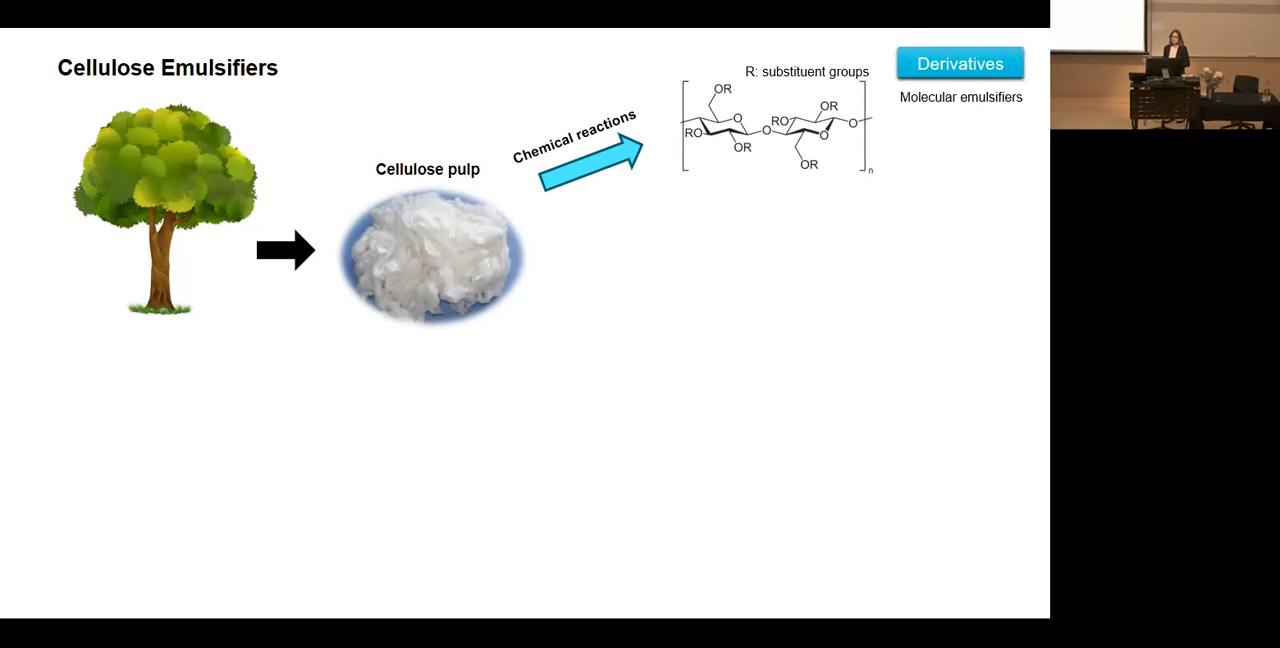 Cellulose Emulsifiers
Cellulose pulp
Chemical reactions
R: substituent groups
Derivatives
Molecular emulsifiers
OR
O
RO
OR
O
RO
OR
O
O
OR
n